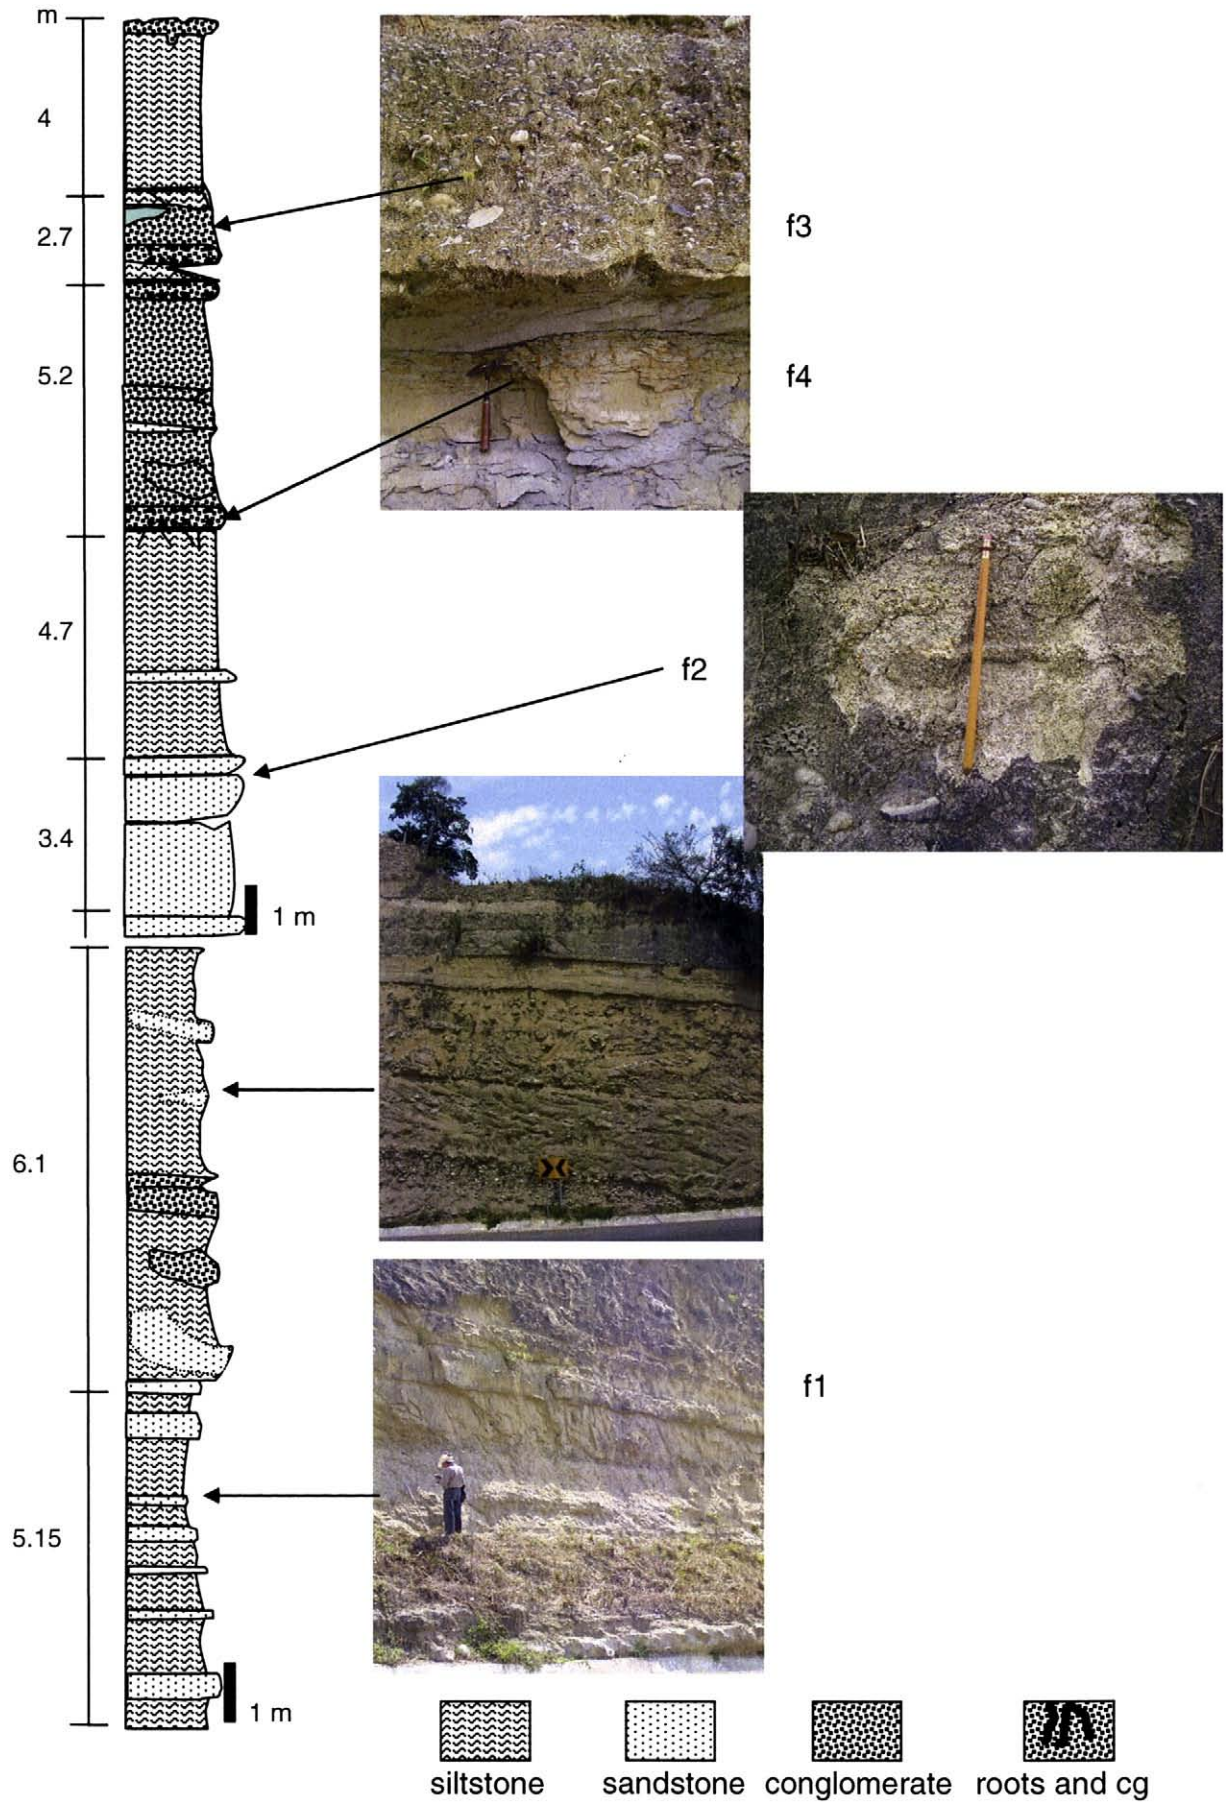 m
4
2.7
f3
5.2
f4
4.7
f2
3.4
1 m
6.1
f1
5.15
1 m
siltstone
sandstone
conglomerate
roots and cg